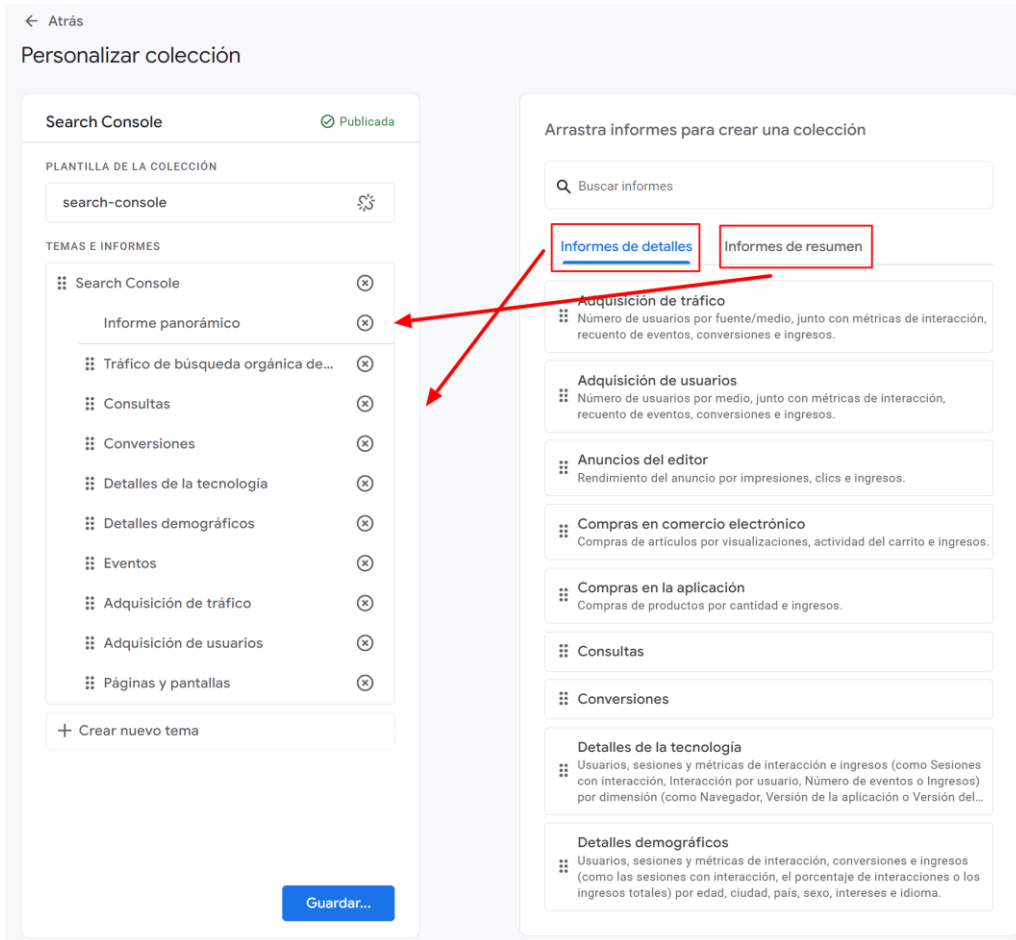 ← Atrás
Personalizar colección
Search Console
Publicada
PLANTILLA DE LA COLECCIÓN
search-console
TEMAS E INFORMES
Search Console
Informe panorámico
Tráfico de búsqueda orgánica de...
Consultas
Conversiones
Detalles de la tecnología
Detalles demográficos
Eventos
Adquisición de tráfico
Adquisición de usuarios
Páginas y pantallas
+ Crear nuevo tema
Guardar...
Arrastra informes para crear una colección
Buscar informes
Informes de detalles
Informes de resumen
Adquisición de tráfico
Número de usuarios por fuente/medio, junto con métricas de interacción,
recuento de eventos, conversiones e ingresos.
Adquisición de usuarios
Número de usuarios por medio, junto con métricas de interacción,
recuento de eventos, conversiones e ingresos.
Anuncios del editor
Rendimiento del anuncio por impresiones, clics e ingresos.
Compras en comercio electrónico
Compras de artículos por visualizaciones, actividad del carrito e ingresos.
Compras en la aplicación
Compras de productos por cantidad e ingresos.
Consultas
Conversiones
Detalles de la tecnología
Usuarios, sesiones y métricas de interacción e ingresos (como Sesiones
con interacción, Interacción por usuario, Número de eventos o Ingresos)
por dimensión (como Navegador, Versión de la aplicación o Versión del...
Detalles demográficos
Usuarios, sesiones y métricas de interacción, conversiones e ingresos
(como las sesiones con interacción, el porcentaje de interacciones o los
ingresos totales) por edad, ciudad, país, sexo, intereses e idioma.